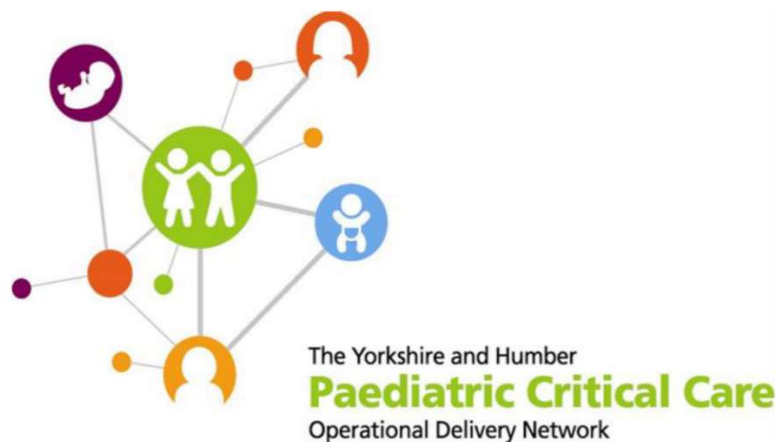 The Yorkshire and Humber
Paediatric Critical Care
Operational Delivery Network